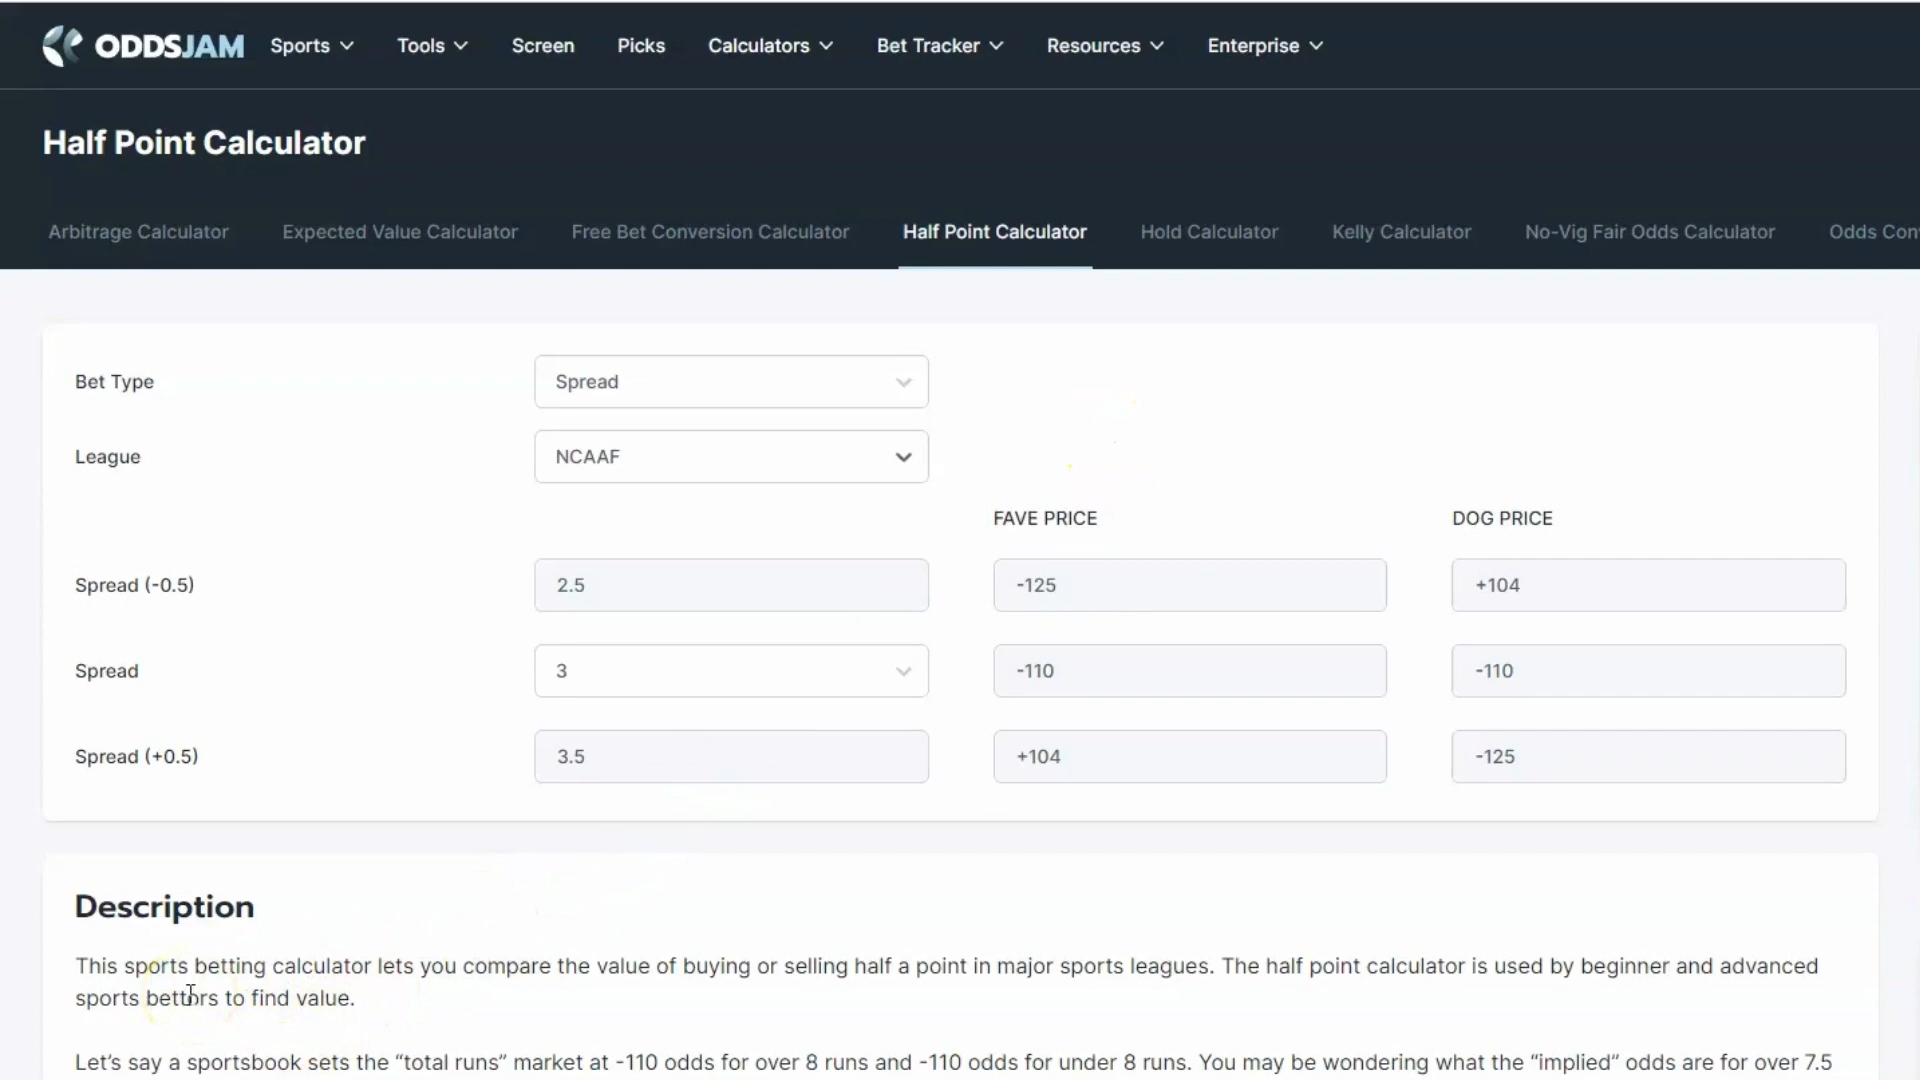 ODDSJAM Sports Tools Screen Picks Calculators Bet Tracker Resources Enterprise
Half Point Calculator
Arbitrage Calculator Expected Value Calculator Free Bet Conversion Calculator Half Point Calculator Hold Calculator Kelly Calculator No-Vig Fair Odds Calculator Odds Con
Bet Type Spread
League NCAAF
FAVE PRICE DOG PRICE
Spread (-0.5) 2.5 -125 +104
Spread 3 -110 -110
Spread (+0.5) 3.5 +104 -125
Description
This sports betting calculator lets you compare the value of buying or selling half a point in major sports leagues. The half point calculator is used by beginner and advanced
sports bettors to find value.
Let’s say a sportsbook sets the “total runs” market at -110 odds for over 8 runs and -110 odds for under 8 runs. You may be wondering what the “implied” odds are for over 7.5